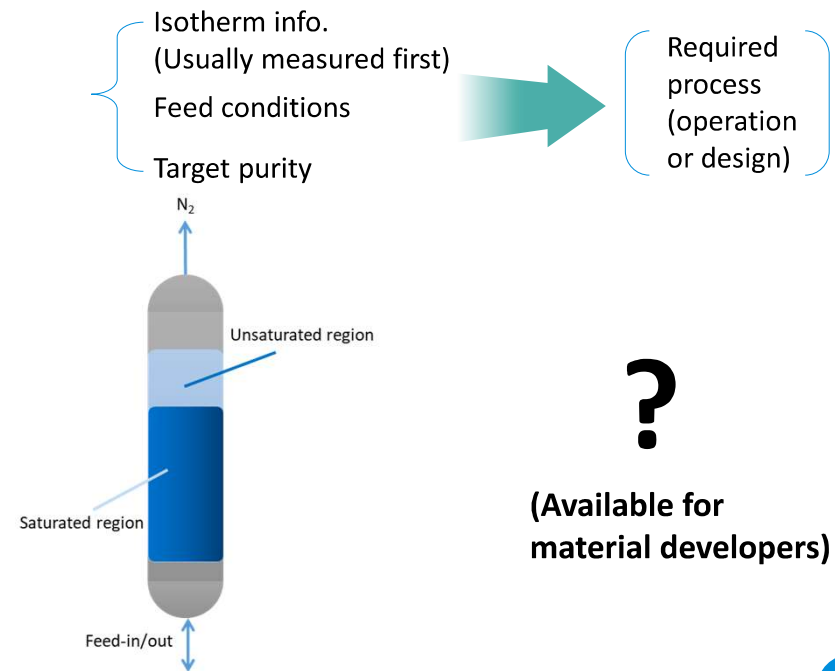 Isotherm info.
(Usually measured first)
Feed conditions
Target purity
Required
process
(operation
or design)
N₂
Unsaturated region
Saturated region
Feed-in/out
?
(Available for
material developers)